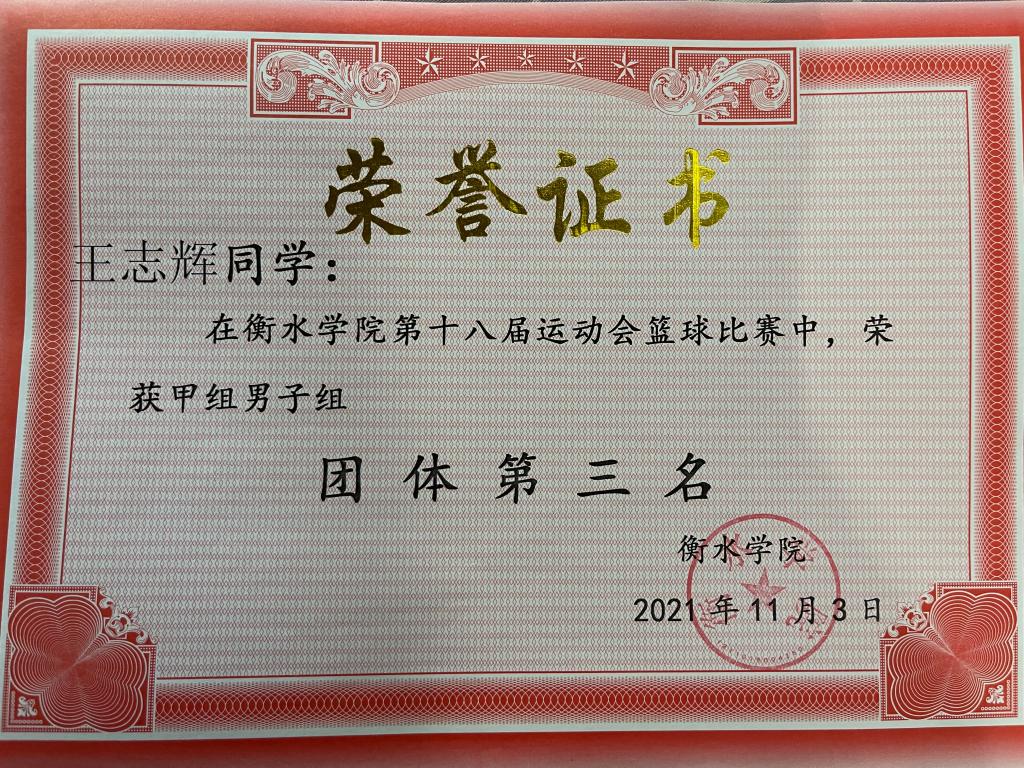 荣誉证书
王志辉同学：
在衡水学院第十八届运动会篮球比赛中，荣
获甲组男子组
团体第三名
衡水学院
2021年11月3日